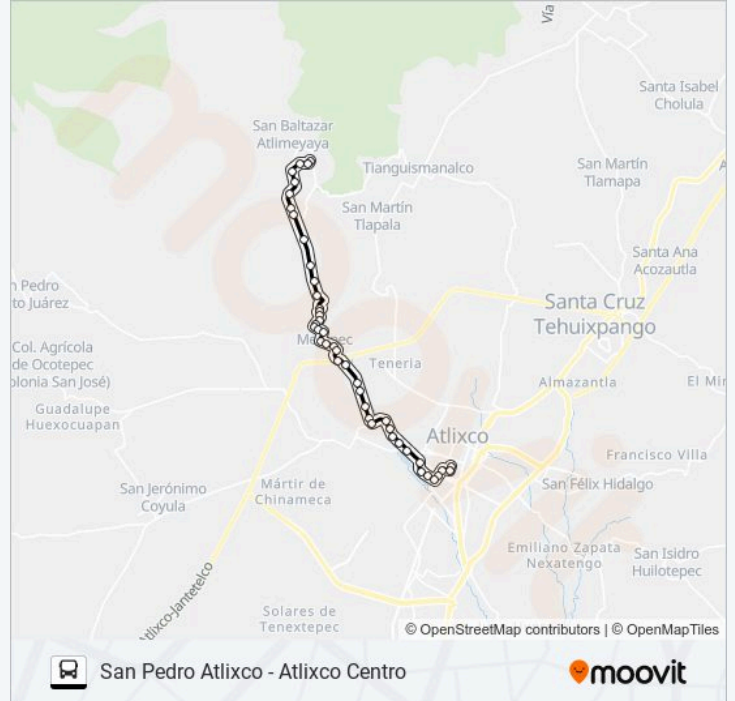 Vía
Santa Isabel
Cholula
San Baltazar
Atlimeyaya
Tianguismanalco
San Martín
Tlamapa
San Martín
Tlapala
Santa Ana
Acozautla
n Pedro
to Juárez
Santa Cruz
Tehuixpango
Col. Agrícola
de Ocotepec
olonia San José)
Tenería
Almazantla
El Mir
Guadalupe
Huexocuapan
Atlixco
Francisco Villa
San Jerónimo
Coyula
Mártir de
Chinameca
San Félix Hidalgo
Emiliano Zapata
Nexatengo
San Isidro
Huilotepec
Atlixco-Jantetelco
Solares de
Tenextepec
© OpenStreetMap contributors | © OpenMapTiles
San Pedro Atlixco - Atlixco Centro
moovit